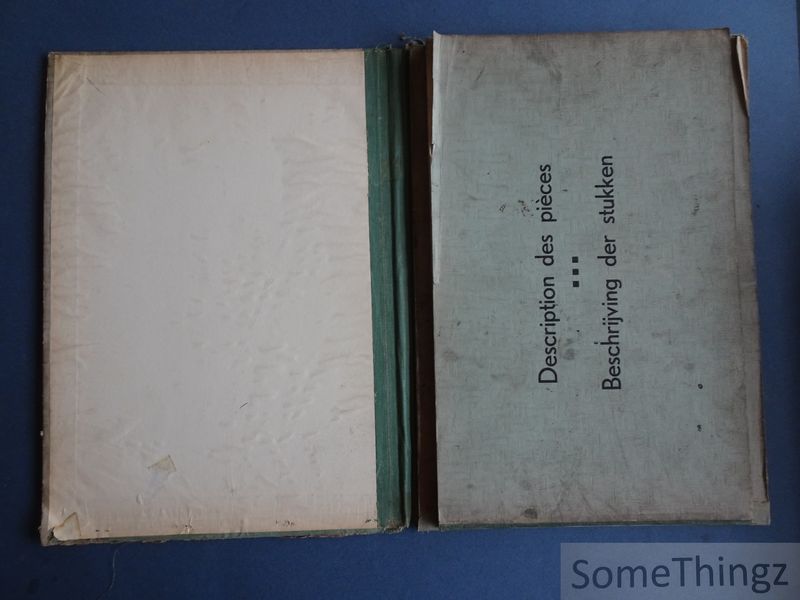 Description des pièces
▪▪▪
Beschrijving der stukken
SomeThingz